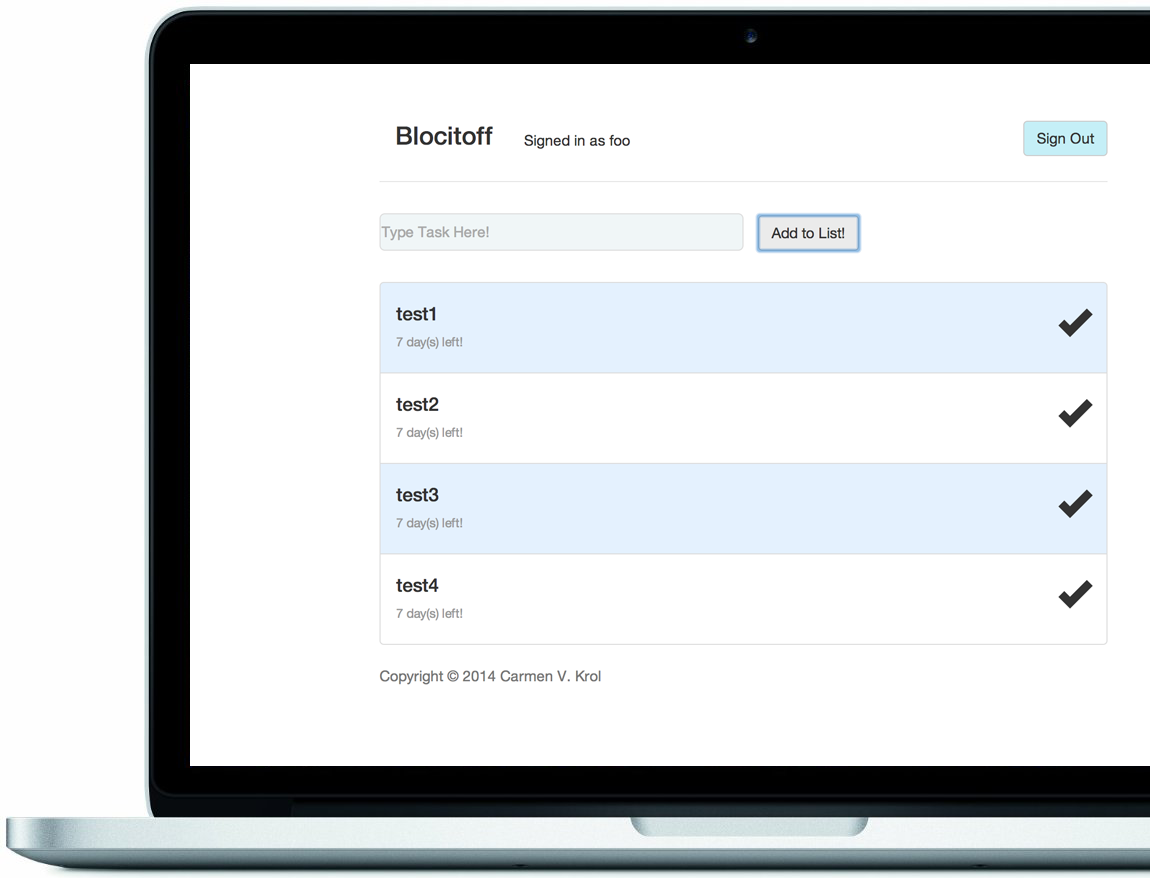 Blocitoff
Signed in as foo
Sign Out
Type Task Here!
Add to List!
test1
7 day(s) left!
test2
7 day(s) left!
test3
7 day(s) left!
test4
7 day(s) left!
Copyright © 2014 Carmen V. Krol